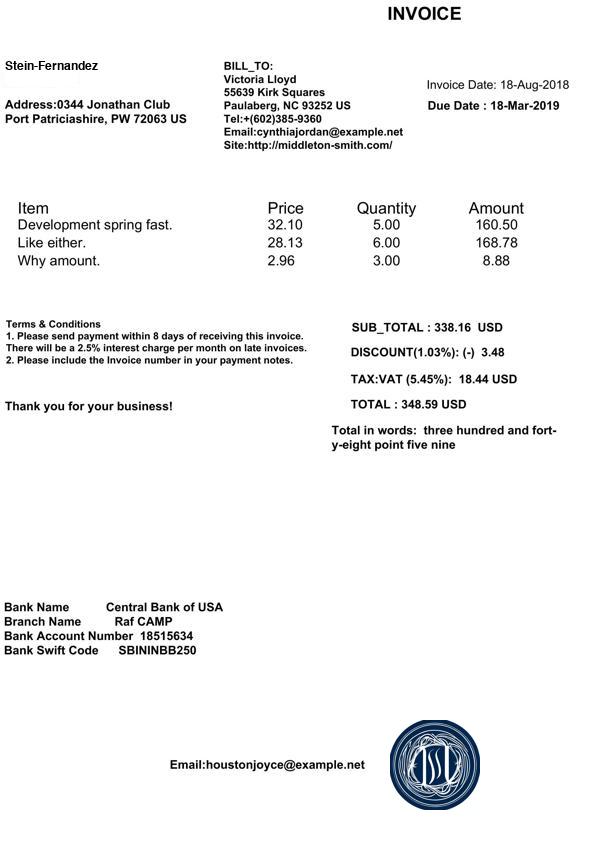 INVOICE
Stein-Fernandez
Address:0344 Jonathan Club
Port Patriciashire, PW 72063 US
BILL_TO:
Victoria Lloyd
55639 Kirk Squares
Paulaberg, NC 93252 US
Tel:+(602)385-9360
Email:cynthiajordan@example.net
Site:http://middleton-smith.com/
Invoice Date: 18-Aug-2018
Due Date : 18-Mar-2019
Item Price Quantity Amount
Development spring fast. 32.10 5.00 160.50
Like either. 28.13 6.00 168.78
Why amount. 2.96 3.00 8.88
Terms & Conditions
1. Please send payment within 8 days of receiving this invoice.
There will be a 2.5% interest charge per month on late invoices.
2. Please include the Invoice number in your payment notes.
Thank you for your business!
SUB_TOTAL : 338.16 USD
DISCOUNT(1.03%): (-) 3.48
TAX:VAT (5.45%): 18.44 USD
TOTAL : 348.59 USD
Total in words: three hundred and fort-
y-eight point five nine
Bank Name Central Bank of USA
Branch Name Raf CAMP
Bank Account Number 18515634
Bank Swift Code SBININBB250
Email:houstonjoyce@example.net